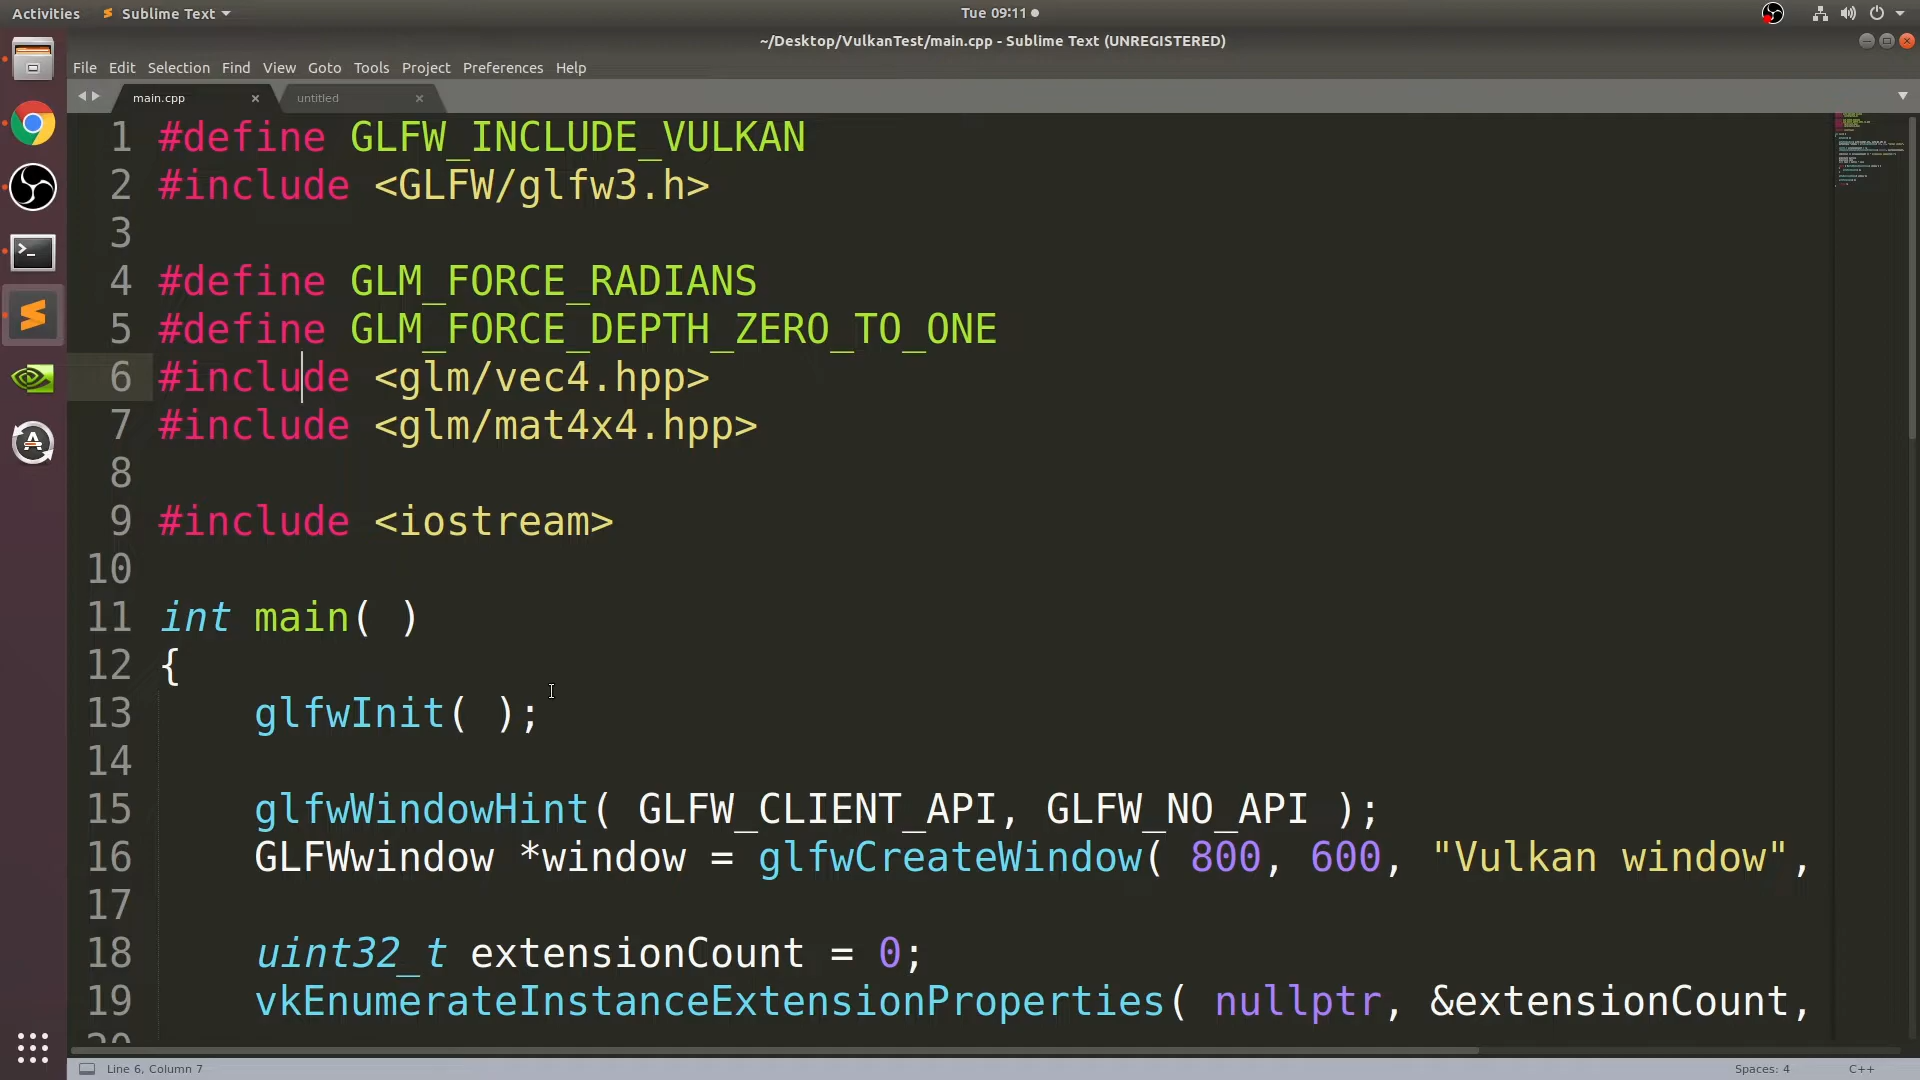 Activities Sublime Text Tue 09:11
~/Desktop/VulkanTest/main.cpp - Sublime Text (UNREGISTERED)
File Edit Selection Find View Goto Tools Project Preferences Help
main.cpp untitled
1 #define GLFW_INCLUDE_VULKAN
2 #include <GLFW/glfw3.h>
3
4 #define GLM_FORCE_RADIANS
5 #define GLM_FORCE_DEPTH_ZERO_TO_ONE
6 #include <glm/vec4.hpp>
7 #include <glm/mat4x4.hpp>
8
9 #include <iostream>
10
11 int main( )
12 {
13 glfwInit( );
14
15 glfwWindowHint( GLFW_CLIENT_API, GLFW_NO_API );
16 GLFWwindow *window = glfwCreateWindow( 800, 600, "Vulkan window",
17
18 uint32_t extensionCount = 0;
19 vkEnumerateInstanceExtensionProperties( nullptr, &extensionCount,
20
Line 6, Column 7 Spaces: 4 C++